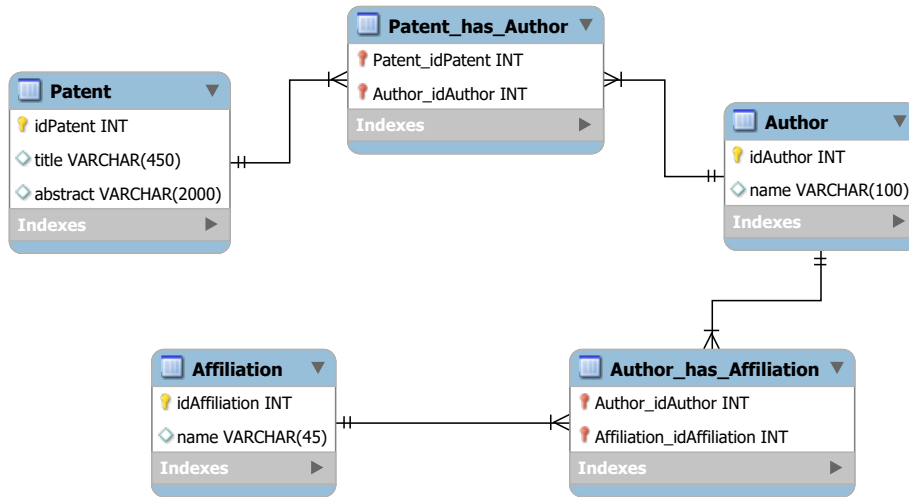 Patent_has_Author
Patent_idPatent INT
Author_idAuthor INT
Indexes
Patent
idPatent INT
title VARCHAR(450)
abstract VARCHAR(2000)
Indexes
Author
idAuthor INT
name VARCHAR(100)
Indexes
Affiliation
idAffiliation INT
name VARCHAR(45)
Indexes
Author_has_Affiliation
Author_idAuthor INT
Affiliation_idAffiliation INT
Indexes